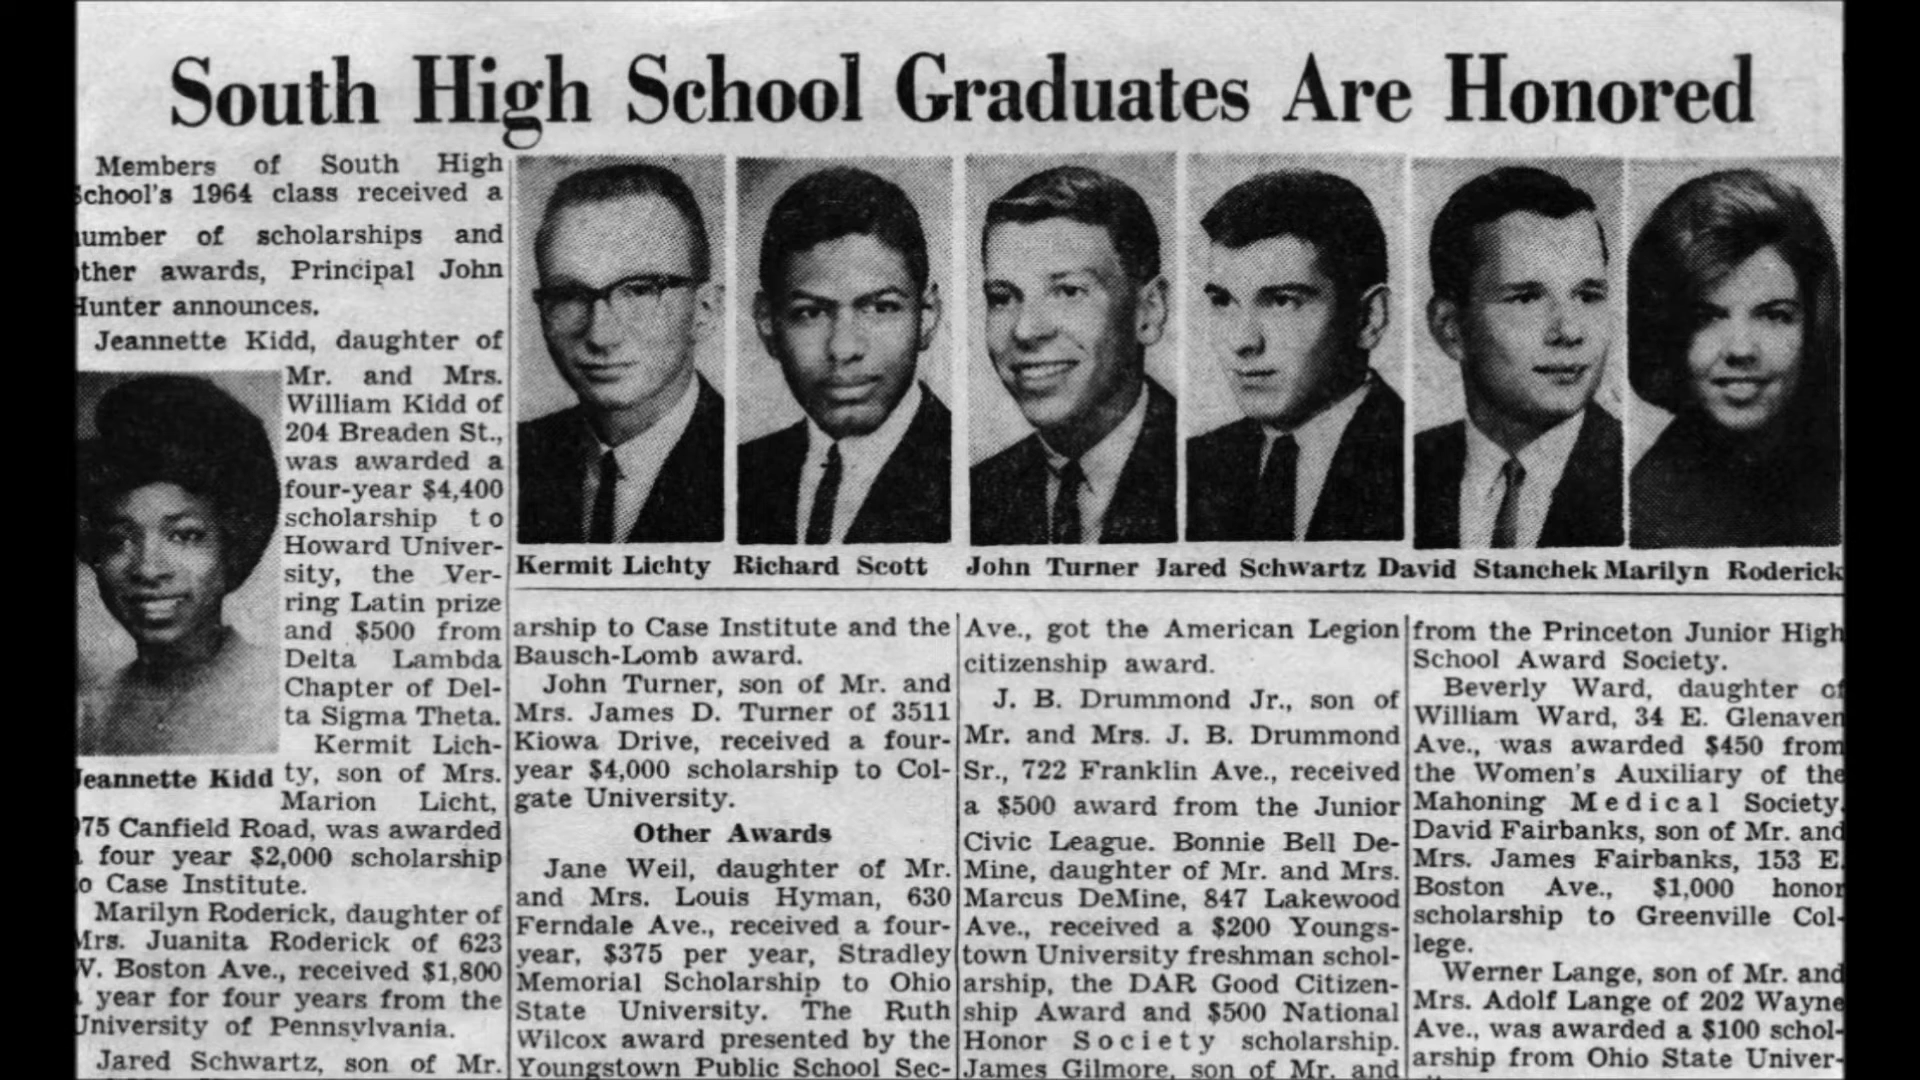 South High School Graduates Are Honored
Members of South High
School's 1964 class received a
number of scholarships and
other awards, Principal John
Hunter announces.
Jeannette Kidd, daughter of
Mr. and Mrs.
William Kidd of
204 Breaden St.,
was awarded a
four-year $4,400
scholarship to
Howard Univer-
sity, the Ver-
ring Latin prize
and $500 from
Delta Lambda
Chapter of Del-
ta Sigma Theta.
Kermit Lich-
Jeannette Kidd
ty, son of Mrs.
Marion Licht,
75 Canfield Road, was awarded
four year $2,000 scholarship
to Case Institute.
Marilyn Roderick, daughter of
Mrs. Juanita Roderick of 623
W. Boston Ave., received $1,800
year for four years from the
University of Pennsylvania.
Jared Schwartz, son of Mr.
Kermit Lichty Richard Scott John Turner Jared Schwartz David Stanchek Marilyn Roderick
arship to Case Institute and the
Bausch-Lomb award.
John Turner, son of Mr. and
Mrs. James D. Turner of 3511
Kiowa Drive, received a four-
year $4,000 scholarship to Col-
gate University.
Other Awards
Jane Weil, daughter of Mr.
and Mrs. Louis Hyman, 630
Ferndale Ave., received a four-
year, $375 per year, Stradley
Memorial Scholarship to Ohio
State University. The Ruth
Wilcox award presented by the
Youngstown Public School Sec-
Ave., got the American Legion
citizenship award.
J. B. Drummond Jr., son of
Mr. and Mrs. J. B. Drummond
Sr., 722 Franklin Ave., received
a $500 award from the Junior
Civic League. Bonnie Bell De-
Mine, daughter of Mr. and Mrs.
Marcus DeMine, 847 Lakewood
Ave., received a $200 Youngs-
town University freshman schol-
arship, the DAR Good Citizen-
ship Award and $500 National
Honor Society scholarship.
James Gilmore, son of Mr. and
from the Princeton Junior High
School Award Society.
Beverly Ward, daughter of
William Ward, 34 E. Glenaven
Ave., was awarded $450 from
the Women's Auxiliary of the
Mahoning Medical Society.
David Fairbanks, son of Mr. and
Mrs. James Fairbanks, 153 E.
Boston Ave., $1,000 honor
scholarship to Greenville Col-
lege.
Werner Lange, son of Mr. and
Mrs. Adolf Lange of 202 Wayne
Ave., was awarded a $100 schol-
arship from Ohio State Univer-